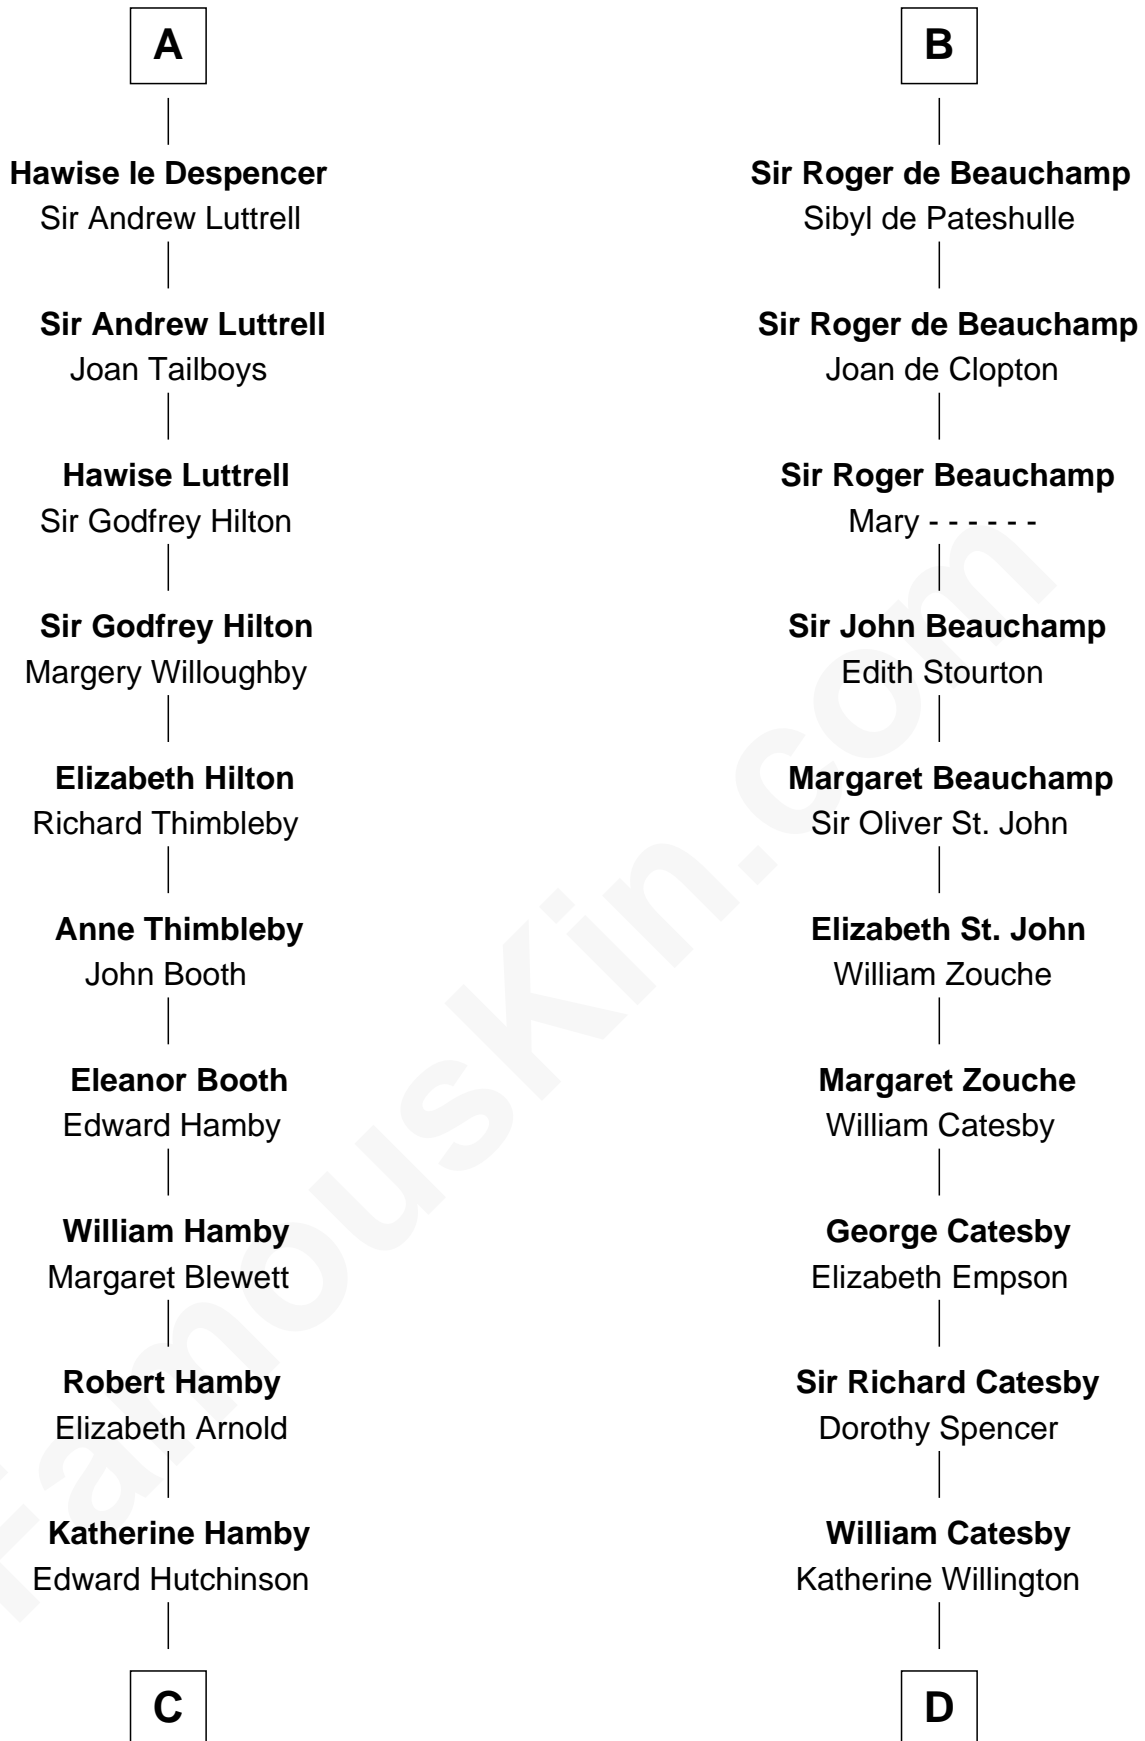 A
Hawise le Despencer
Sir Andrew Luttrell
Sir Andrew Luttrell
Joan Tailboys
Hawise Luttrell
Sir Godfrey Hilton
Sir Godfrey Hilton
Margery Willoughby
Elizabeth Hilton
Richard Thimbleby
Anne Thimbleby
John Booth
Eleanor Booth
Edward Hamby
William Hamby
Margaret Blewett
Robert Hamby
Elizabeth Arnold
Katherine Hamby
Edward Hutchinson
C
B
Sir Roger de Beauchamp
Sibyl de Pateshulle
Sir Roger de Beauchamp
Joan de Clopton
Sir Roger Beauchamp
Mary - - - - - -
Sir John Beauchamp
Edith Stourton
Margaret Beauchamp
Sir Oliver St. John
Elizabeth St. John
William Zouche
Margaret Zouche
William Catesby
George Catesby
Elizabeth Empson
Sir Richard Catesby
Dorothy Spencer
William Catesby
Katherine Willington
D
FamousKin.com